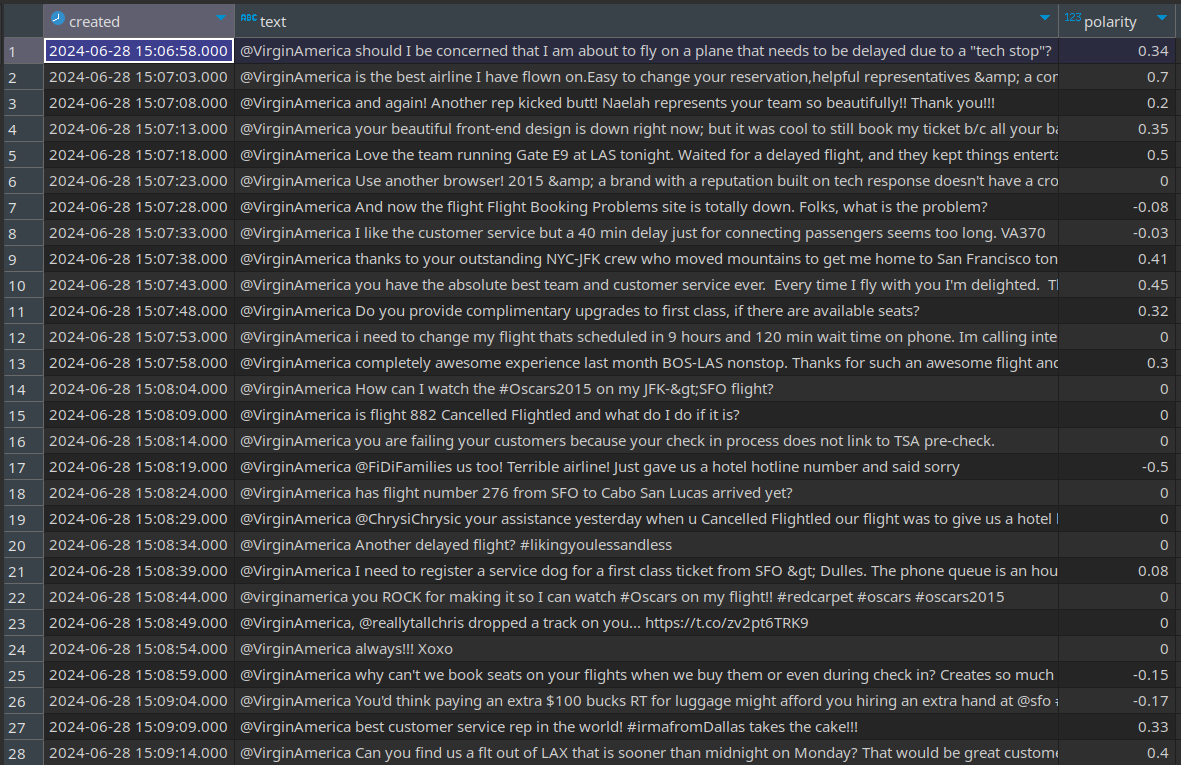 created ABC text 123 polarity
1 2024-06-28 15:06:58.000 @VirginAmerica should I be concerned that I am about to fly on a plane that needs to be delayed due to a "tech stop"? 0.34
2 2024-06-28 15:07:03.000 @VirginAmerica is the best airline I have flown on.Easy to change your reservation,helpful representatives &amp; a cor 0.7
3 2024-06-28 15:07:08.000 @VirginAmerica and again! Another rep kicked butt! Naelah represents your team so beautifully!! Thank you!!! 0.2
4 2024-06-28 15:07:13.000 @VirginAmerica your beautiful front-end design is down right now; but it was cool to still book my ticket b/c all your ba 0.35
5 2024-06-28 15:07:18.000 @VirginAmerica Love the team running Gate E9 at LAS tonight. Waited for a delayed flight, and they kept things enterta 0.5
6 2024-06-28 15:07:23.000 @VirginAmerica Use another browser! 2015 &amp; a brand with a reputation built on tech response doesn't have a cro 0
7 2024-06-28 15:07:28.000 @VirginAmerica And now the flight Flight Booking Problems site is totally down. Folks, what is the problem? -0.08
8 2024-06-28 15:07:33.000 @VirginAmerica I like the customer service but a 40 min delay just for connecting passengers seems too long. VA370 -0.03
9 2024-06-28 15:07:38.000 @VirginAmerica thanks to your outstanding NYC-JFK crew who moved mountains to get me home to San Francisco ton 0.41
10 2024-06-28 15:07:43.000 @VirginAmerica you have the absolute best team and customer service ever.  Every time I fly with you I'm delighted.  Tl 0.45
11 2024-06-28 15:07:48.000 @VirginAmerica Do you provide complimentary upgrades to first class, if there are available seats? 0.32
12 2024-06-28 15:07:53.000 @VirginAmerica i need to change my flight thats scheduled in 9 hours and 120 min wait time on phone. Im calling inte 0
13 2024-06-28 15:07:58.000 @VirginAmerica completely awesome experience last month BOS-LAS nonstop. Thanks for such an awesome flight and 0.3
14 2024-06-28 15:08:04.000 @VirginAmerica How can I watch the #Oscars2015 on my JFK-&gt;SFO flight? 0
15 2024-06-28 15:08:09.000 @VirginAmerica is flight 882 Cancelled Flightled and what do I do if it is? 0
16 2024-06-28 15:08:14.000 @VirginAmerica you are failing your customers because your check in process does not link to TSA pre-check. 0
17 2024-06-28 15:08:19.000 @VirginAmerica @FiDiFamilies us too! Terrible airline! Just gave us a hotel hotline number and said sorry -0.5
18 2024-06-28 15:08:24.000 @VirginAmerica has flight number 276 from SFO to Cabo San Lucas arrived yet? 0
19 2024-06-28 15:08:29.000 @VirginAmerica @ChrysiChrysic your assistance yesterday when u Cancelled Flightled our flight was to give us a hotel 0
20 2024-06-28 15:08:34.000 @VirginAmerica Another delayed flight? #likingyoulessandless 0
21 2024-06-28 15:08:39.000 @VirginAmerica I need to register a service dog for a first class ticket from SFO &gt; Dulles. The phone queue is an hou 0.08
22 2024-06-28 15:08:44.000 @virginamerica you ROCK for making it so I can watch #Oscars on my flight!! #redcarpet #oscars #oscars2015 0
23 2024-06-28 15:08:49.000 @VirginAmerica, @reallytallchris dropped a track on you... https://t.co/zv2pt6TRK9 0
24 2024-06-28 15:08:54.000 @VirginAmerica always!!! Xoxo 0
25 2024-06-28 15:08:59.000 @VirginAmerica why can't we book seats on your flights when we buy them or even during check in? Creates so much -0.15
26 2024-06-28 15:09:04.000 @VirginAmerica You'd think paying an extra $100 bucks RT for luggage might afford you hiring an extra hand at @sfo -0.17
27 2024-06-28 15:09:09.000 @VirginAmerica best customer service rep in the world! #irmafromDallas takes the cake!!! 0.33
28 2024-06-28 15:09:14.000 @VirginAmerica Can you find us a flt out of LAX that is sooner than midnight on Monday? That would be great custome 0.4